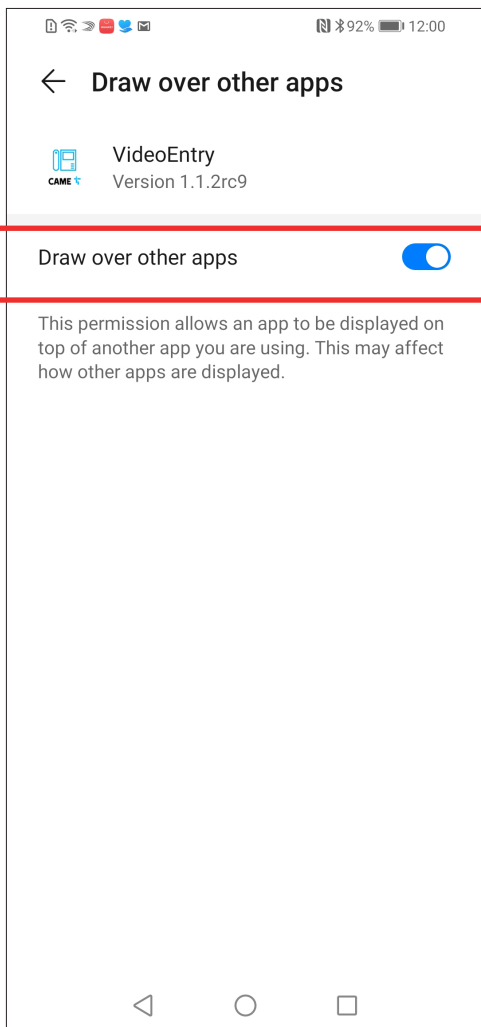 92% 12:00
Draw over other apps
VideoEntry
CAME
Version 1.1.2rc9
Draw over other apps
This permission allows an app to be displayed on
top of another app you are using. This may affect
how other apps are displayed.